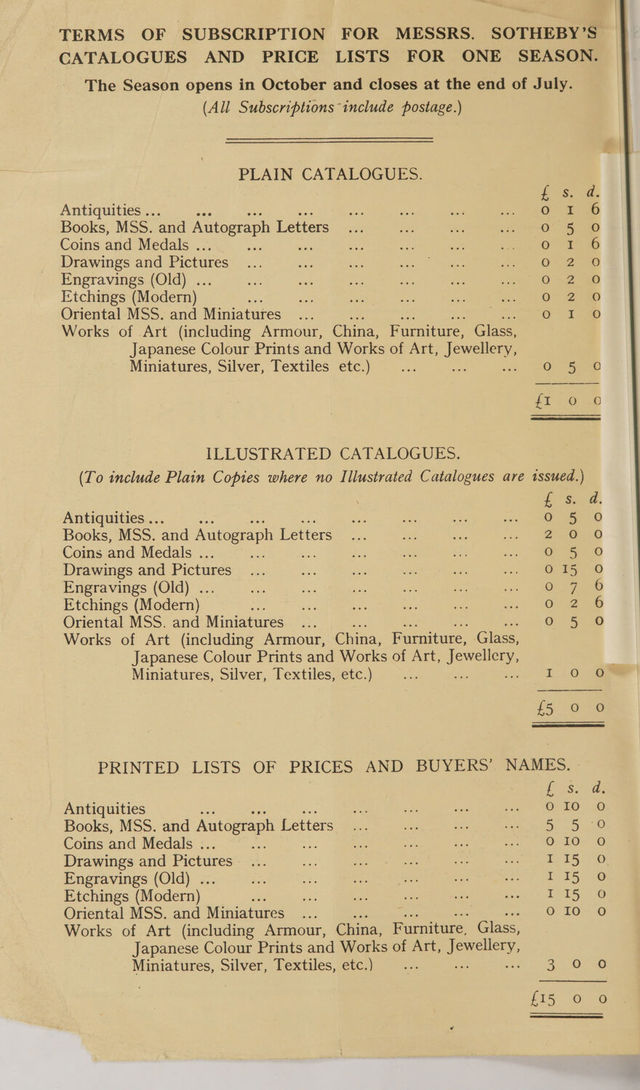 TERMS OF SUBSCRIPTION FOR MESSRS. SOTHEBY'S
CATALOGUES AND PRICE LISTS FOR ONE SEASON.
The Season opens in October and closes at the end of July.
(All Subscriptions include postage.)
PLAIN CATALOGUES.
£ s. d.
Antiquities ... ... ... ... ... ... ... ... 0 1 6
Books, MSS. and Autograph Letters ... ... ... ... 0 5 0
Coins and Medals ... ... ... ... ... ... ... 0 1 6
Drawings and Pictures ... ... ... ... ... ... 0 2 0
Engravings (Old) ... ... ... ... ... ... ... 0 2 0
Etchings (Modern) ... ... ... ... ... ... 0 2 0
Oriental MSS. and Miniatures ... ... ... ... ... 0 1 0
Works of Art (including Armour, China, Furniture, Glass,
Japanese Colour Prints and Works of Art, Jewellery,
Miniatures, Silver, Textiles etc.) ... ... ... 0 5 0
£1 0 0
ILLUSTRATED CATALOGUES.
(To include Plain Copies where no Illustrated Catalogues are issued.)
£ s. d.
Antiquities ... ... ... ... ... ... ... ... 0 5 0
Books, MSS. and Autograph Letters ... ... ... ... 2 0 0
Coins and Medals ... ... ... ... ... ... ... 0 5 0
Drawings and Pictures ... ... ... ... ... ... 0 15 0
Engravings (Old) ... ... ... ... ... ... ... 0 7 6
Etchings (Modern) ... ... ... ... ... ... 0 2 6
Oriental MSS. and Miniatures ... ... ... ... ... 0 5 0
Works of Art (including Armour, China, Furniture, Glass,
Japanese Colour Prints and Works of Art, Jewellery,
Miniatures, Silver, Textiles, etc.) ... ... ... 1 0 0
£5 0 0
PRINTED LISTS OF PRICES AND BUYERS' NAMES.
£ s. d.
Antiquities ... ... ... ... ... ... ... 0 10 0
Books, MSS. and Autograph Letters ... ... ... ... 5 5 0
Coins and Medals ... ... ... ... ... ... ... 0 10 0
Drawings and Pictures ... ... ... ... ... ... 1 15 0
Engravings (Old) ... ... ... ... ... ... ... 1 15 0
Etchings (Modern) ... ... ... ... ... ... 1 15 0
Oriental MSS. and Miniatures ... ... ... ... ... 0 10 0
Works of Art (including Armour, China, Furniture, Glass,
Japanese Colour Prints and Works of Art, Jewellery,
Miniatures, Silver, Textiles, etc.) ... ... ... 3 0 0
£15 0 0